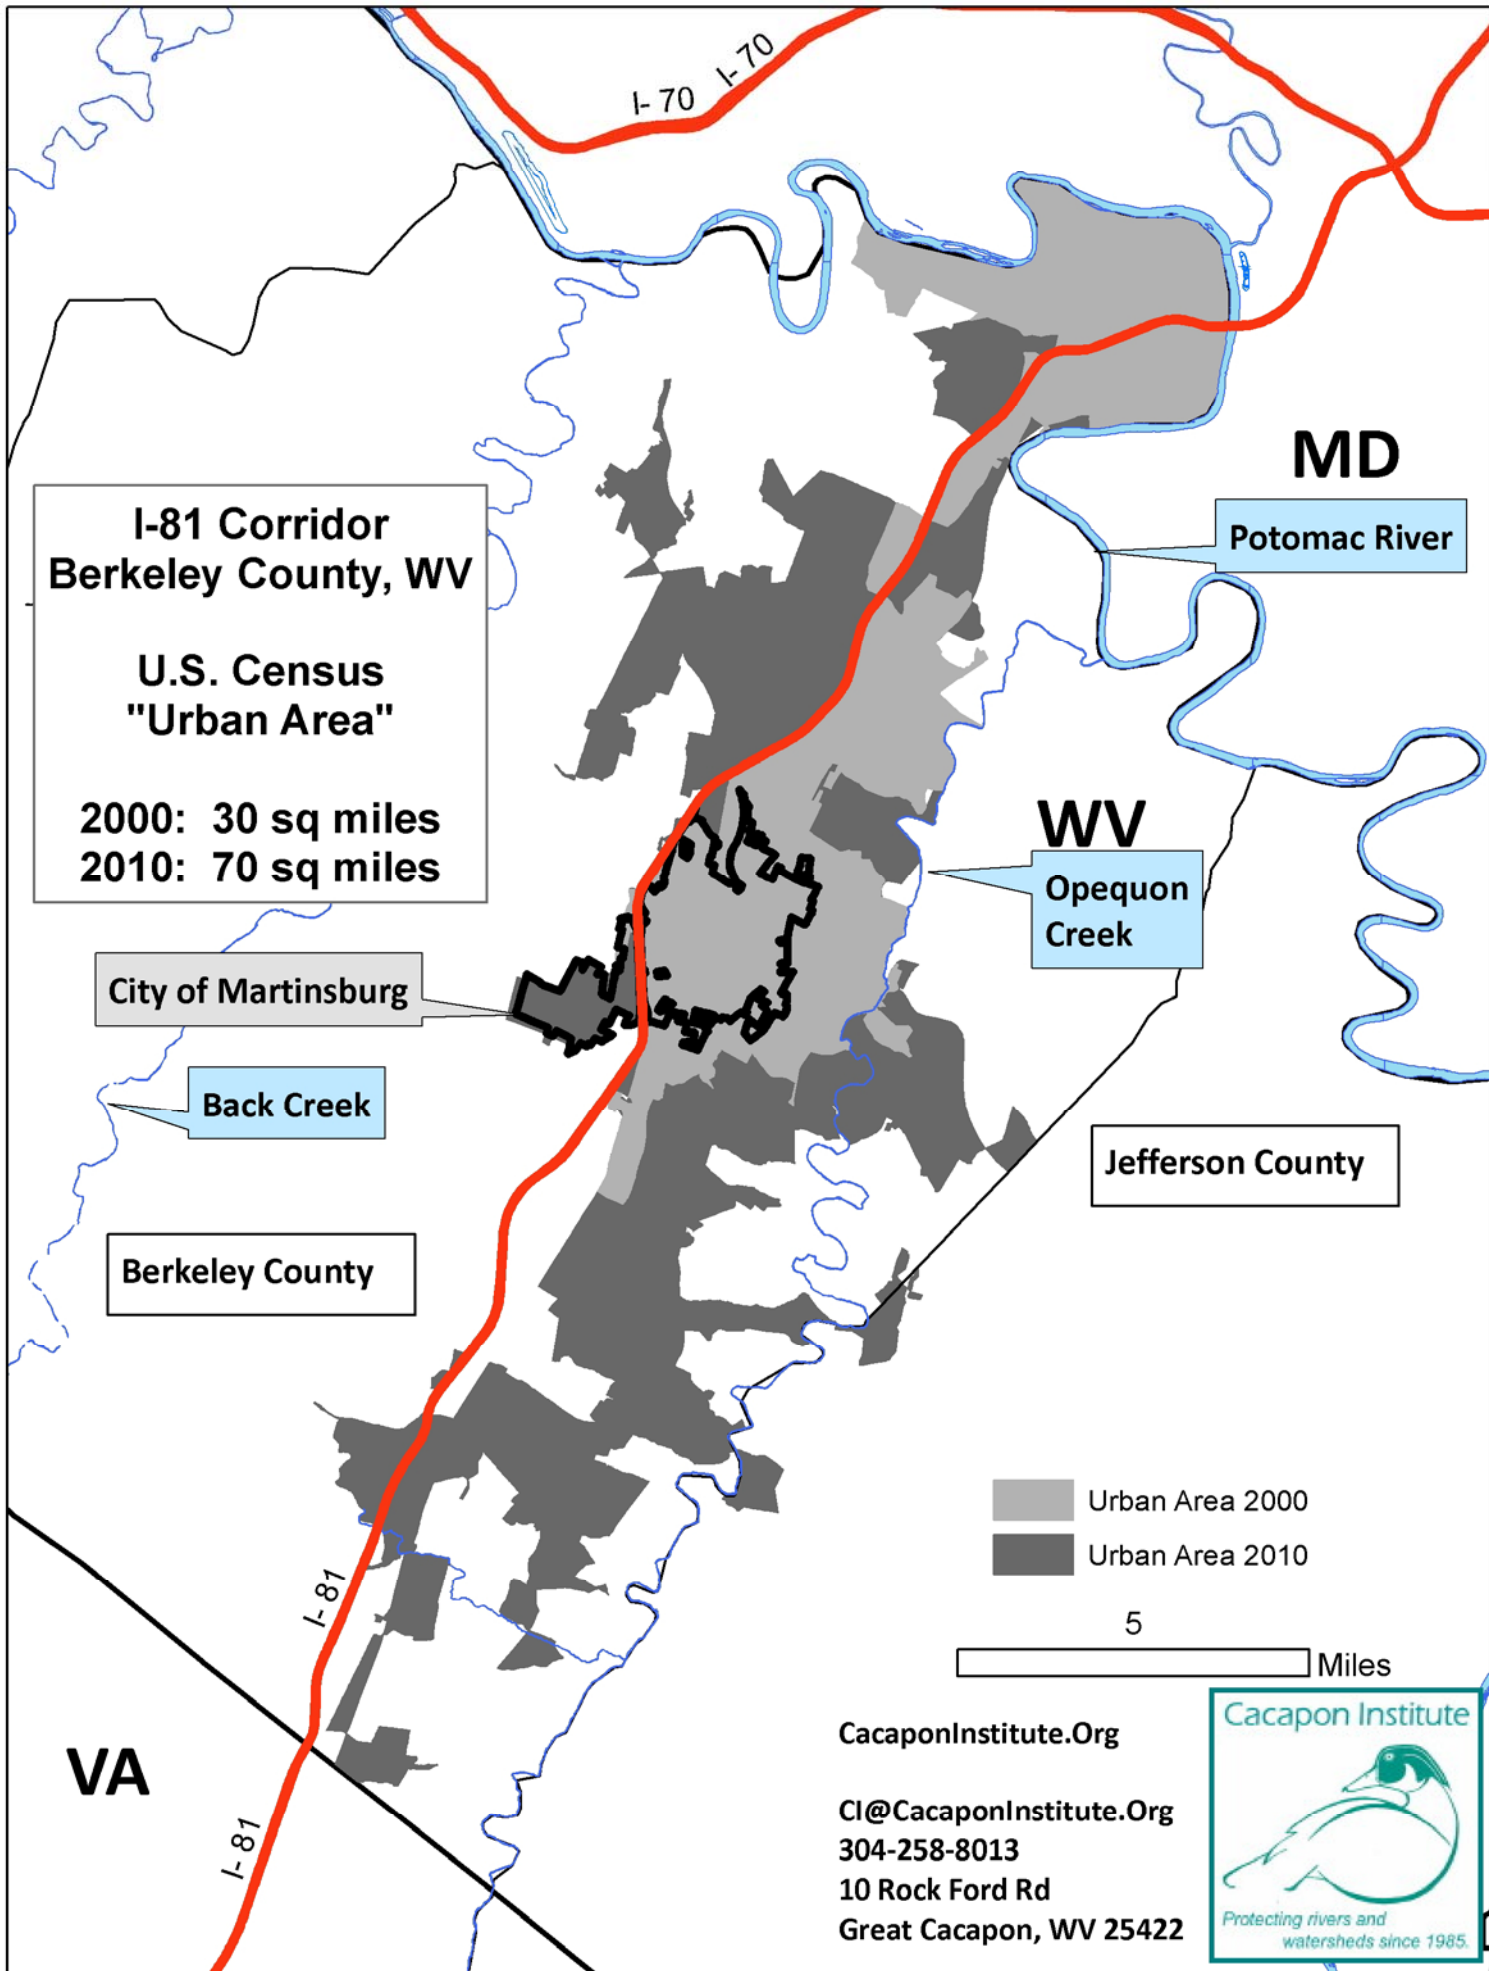 I- 70
I- 70
MD
Potomac River
I-81 Corridor
Berkeley County, WV
U.S. Census
"Urban Area"
2000: 30 sq miles
2010: 70 sq miles
WV
Opequon
Creek
City of Martinsburg
Back Creek
Jefferson County
Berkeley County
Urban Area 2000
Urban Area 2010
I- 81
5
Miles
VA
I- 81
CacaponInstitute.Org
CI@CacaponInstitute.Org
304-258-8013
10 Rock Ford Rd
Great Cacapon, WV 25422
Cacapon Institute
Protecting rivers and
watersheds since 1985.